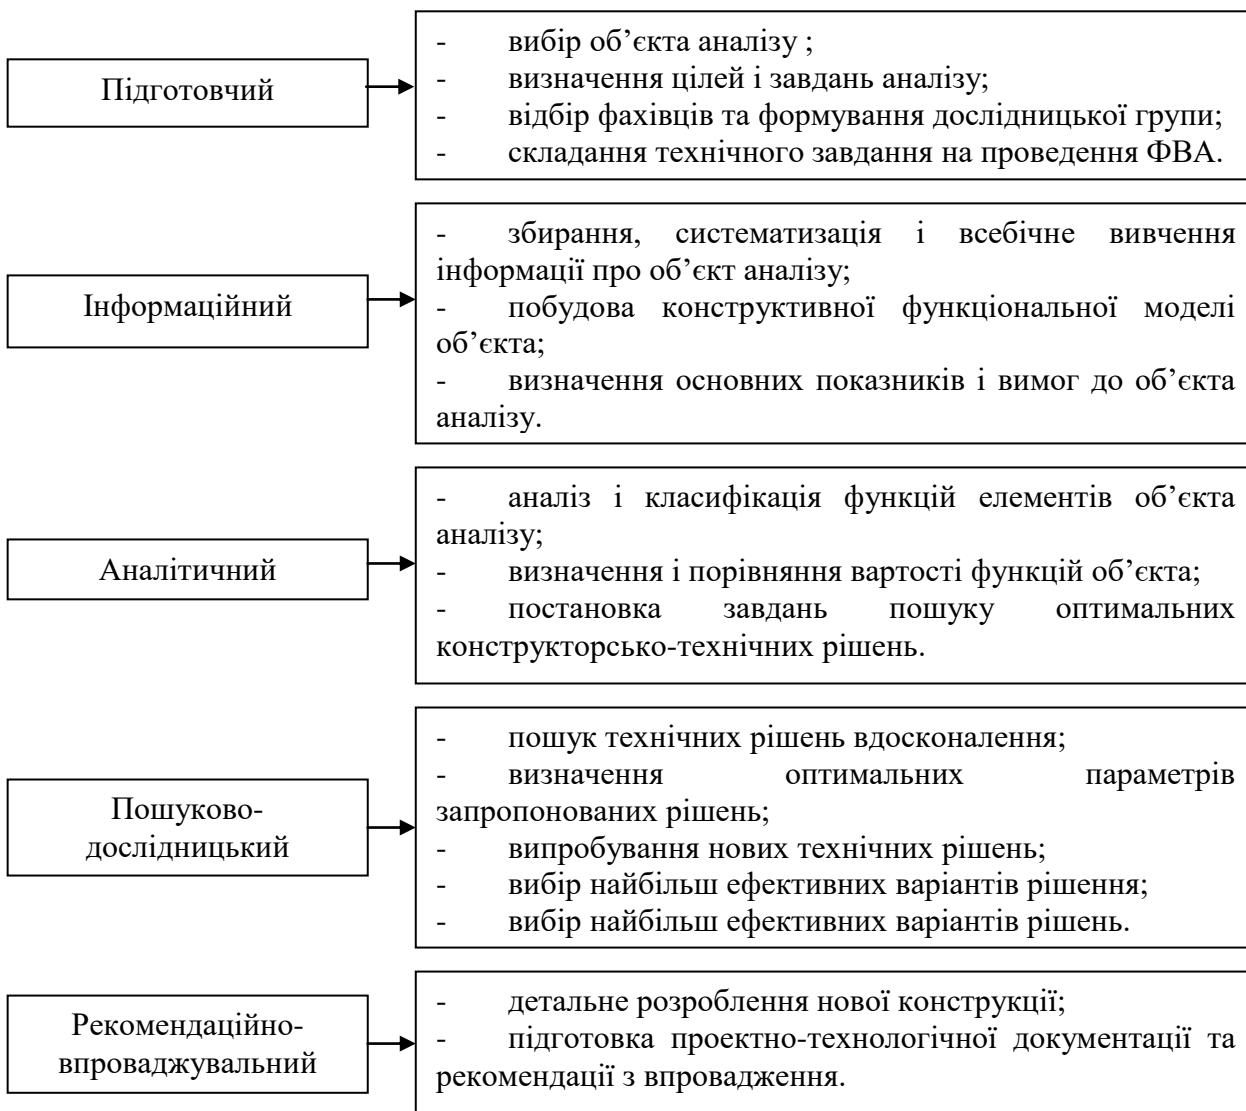 Підготовчий
- вибір об’єкта аналізу ;
- визначення цілей і завдань аналізу;
- відбір фахівців та формування дослідницької групи;
- складання технічного завдання на проведення ФВА.
Інформаційний
- збирання, систематизація і всебічне вивчення
інформації про об’єкт аналізу;
- побудова конструктивної функціональної моделі
об’єкта;
- визначення основних показників і вимог до об’єкта
аналізу.
Аналітичний
- аналіз і класифікація функцій елементів об’єкта
аналізу;
- визначення і порівняння вартості функцій об’єкта;
- постановка завдань пошуку оптимальних
конструкторсько-технічних рішень.
Пошуково-
дослідницький
- пошук технічних рішень вдосконалення;
- визначення оптимальних параметрів
запропонованих рішень;
- випробування нових технічних рішень;
- вибір найбільш ефективних варіантів рішення;
- вибір найбільш ефективних варіантів рішень.
Рекомендаційно-
впроваджувальний
- детальне розроблення нової конструкції;
- підготовка проектно-технологічної документації та
рекомендації з впровадження.